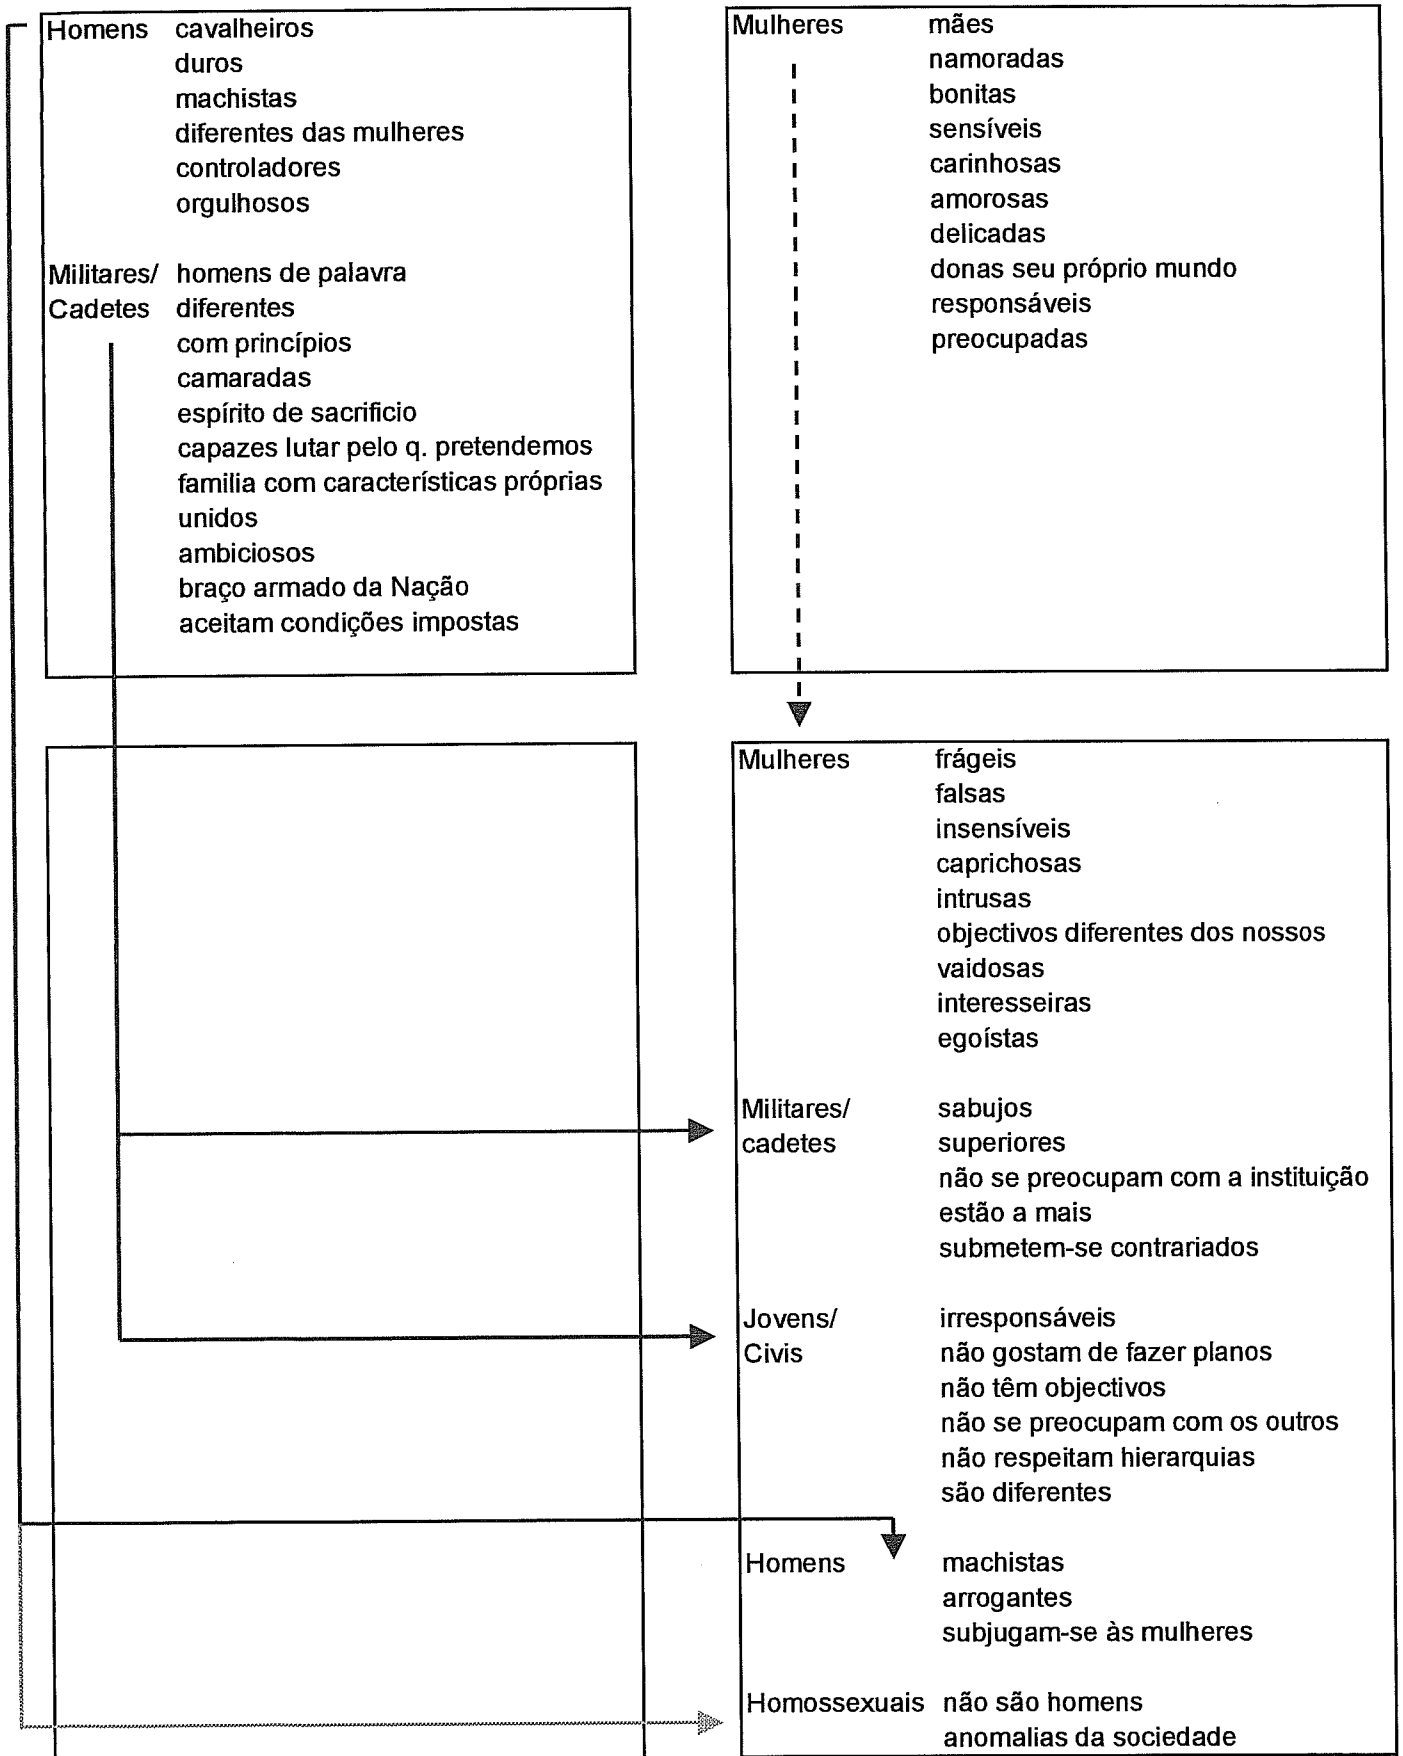 Homens cavalheiros
duros
machistas
diferentes das mulheres
controladores
orgulhosos
Militares/ homens de palavra
Cadetes diferentes
com princípios
camaradas
espírito de sacrificio
capazes lutar pelo q. pretendemos
familia com características próprias
unidos
ambiciosos
braço armado da Nação
aceitam condições impostas
Mulheres mães
namoradas
bonitas
sensíveis
carinhosas
amorosas
delicadas
donas seu próprio mundo
responsáveis
preocupadas
Mulheres frágeis
falsas
insensíveis
caprichosas
intrusas
objectivos diferentes dos nossos
vaidosas
interesseiras
egoístas
Militares/ sabujos
cadetes superiores
não se preocupam com a instituição
estão a mais
submetem-se contrariados
Jovens/ irresponsáveis
Civis não gostam de fazer planos
não têm objectivos
não se preocupam com os outros
não respeitam hierarquias
são diferentes
Homens machistas
arrogantes
subjugam-se às mulheres
Homossexuais não são homens
anomalias da sociedade